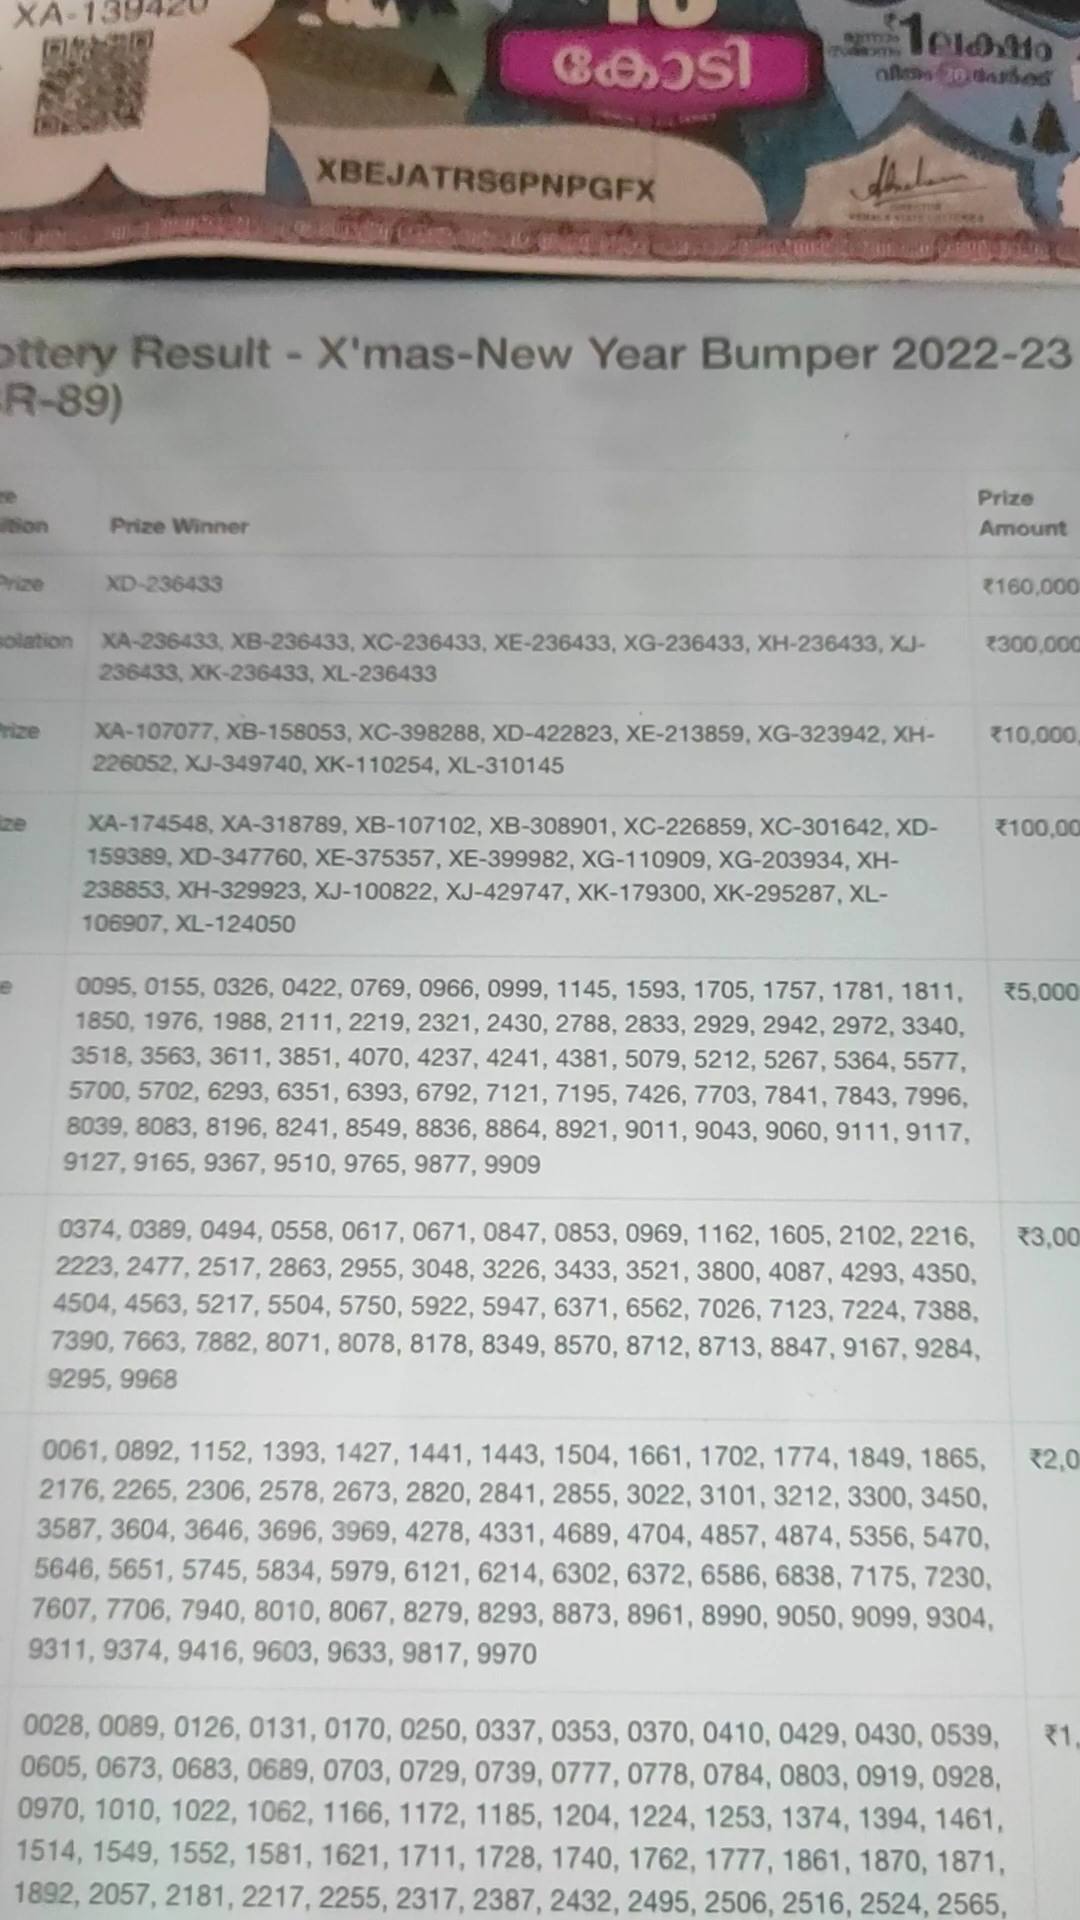 XA-139420
കോടി
₹1 ലക്ഷം
XBEJATRS6PNPGFX
ottery Result - X'mas-New Year Bumper 2022-23
R-89)
Prize
Prize Winner
Amount
Prize XD-236433 ₹160,000
solation XA-236433, XB-236433, XC-236433, XE-236433, XG-236433, XH-236433, XJ- ₹300,000
236433, XK-236433, XL-236433
Prize XA-107077, XB-158053, XC-398288, XD-422823, XE-213859, XG-323942, XH- ₹10,000,
226052, XJ-349740, XK-110254, XL-310145
ize XA-174548, XA-318789, XB-107102, XB-308901, XC-226859, XC-301642, XD- ₹100,00
159389, XD-347760, XE-375357, XE-399982, XG-110909, XG-203934, XH-
238853, XH-329923, XJ-100822, XJ-429747, XK-179300, XK-295287, XL-
106907, XL-124050
e 0095, 0155, 0326, 0422, 0769, 0966, 0999, 1145, 1593, 1705, 1757, 1781, 1811, ₹5,000
1850, 1976, 1988, 2111, 2219, 2321, 2430, 2788, 2833, 2929, 2942, 2972, 3340,
3518, 3563, 3611, 3851, 4070, 4237, 4241, 4381, 5079, 5212, 5267, 5364, 5577,
5700, 5702, 6293, 6351, 6393, 6792, 7121, 7195, 7426, 7703, 7841, 7843, 7996,
8039, 8083, 8196, 8241, 8549, 8836, 8864, 8921, 9011, 9043, 9060, 9111, 9117,
9127, 9165, 9367, 9510, 9765, 9877, 9909
0374, 0389, 0494, 0558, 0617, 0671, 0847, 0853, 0969, 1162, 1605, 2102, 2216, ₹3,00
2223, 2477, 2517, 2863, 2955, 3048, 3226, 3433, 3521, 3800, 4087, 4293, 4350,
4504, 4563, 5217, 5504, 5750, 5922, 5947, 6371, 6562, 7026, 7123, 7224, 7388,
7390, 7663, 7882, 8071, 8078, 8178, 8349, 8570, 8712, 8713, 8847, 9167, 9284,
9295, 9968
0061, 0892, 1152, 1393, 1427, 1441, 1443, 1504, 1661, 1702, 1774, 1849, 1865, ₹2,0
2176, 2265, 2306, 2578, 2673, 2820, 2841, 2855, 3022, 3101, 3212, 3300, 3450,
3587, 3604, 3646, 3696, 3969, 4278, 4331, 4689, 4704, 4857, 4874, 5356, 5470,
5646, 5651, 5745, 5834, 5979, 6121, 6214, 6302, 6372, 6586, 6838, 7175, 7230,
7607, 7706, 7940, 8010, 8067, 8279, 8293, 8873, 8961, 8990, 9050, 9099, 9304,
9311, 9374, 9416, 9603, 9633, 9817, 9970
0028, 0089, 0126, 0131, 0170, 0250, 0337, 0353, 0370, 0410, 0429, 0430, 0539, ₹1,
0605, 0673, 0683, 0689, 0703, 0729, 0739, 0777, 0778, 0784, 0803, 0919, 0928,
0970, 1010, 1022, 1062, 1166, 1172, 1185, 1204, 1224, 1253, 1374, 1394, 1461,
1514, 1549, 1552, 1581, 1621, 1711, 1728, 1740, 1762, 1777, 1861, 1870, 1871,
1892, 2057, 2181, 2217, 2255, 2317, 2387, 2432, 2495, 2506, 2516, 2524, 2565,